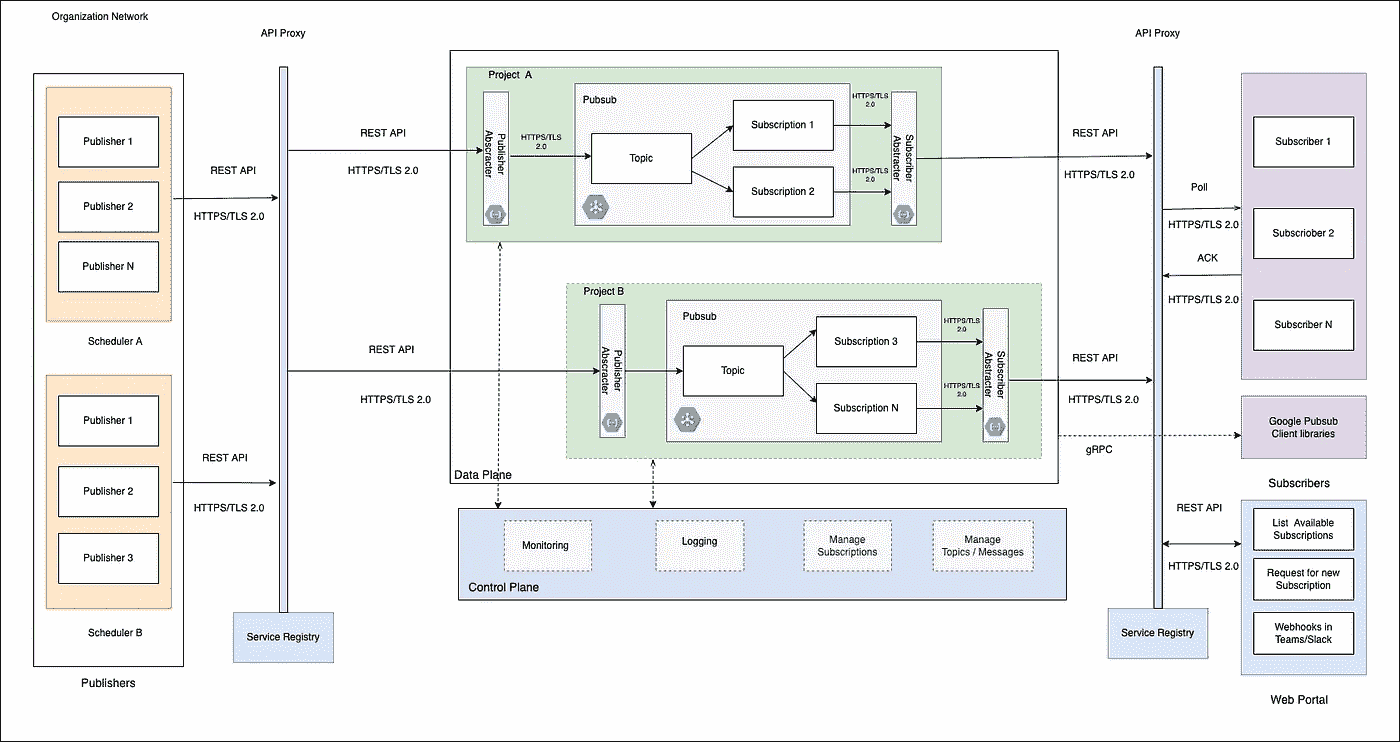 Organization Network
API Proxy
Publisher 1
Publisher 2
Publisher N
Scheduler A
Publisher 1
Publisher 2
Publisher 3
Scheduler B
Publishers
REST API
HTTPS/TLS 2.0
REST API
HTTPS/TLS 2.0
Service Registry
REST API
HTTPS/TLS 2.0
REST API
HTTPS/TLS 2.0
Project A
Publisher
Abscracter
HTTPS/TLS
2.0
Pubsub
Topic
Subscription 1
Subscription 2
HTTPS/TLS
2.0
HTTPS/TLS
2.0
Subscriber
Abstracter
Project B
Publisher
Abscracter
Pubsub
Topic
Subscription 3
Subscription N
HTTPS/TLS
2.0
HTTPS/TLS
2.0
Subscriber
Abstracter
Data Plane
Monitoring
Logging
Manage
Subscriptions
Manage
Topics / Messages
Control Plane
REST API
HTTPS/TLS 2.0
REST API
HTTPS/TLS 2.0
gRPC
API Proxy
Service Registry
Poll
HTTPS/TLS 2.0
ACK
HTTPS/TLS 2.0
REST API
HTTPS/TLS 2.0
Subscriber 1
Subscriober 2
Subscriber N
Google Pubsub
Client libraries
Subscribers
List Available
Subscriptions
Request for new
Subscription
Webhooks in
Teams/Slack
Web Portal